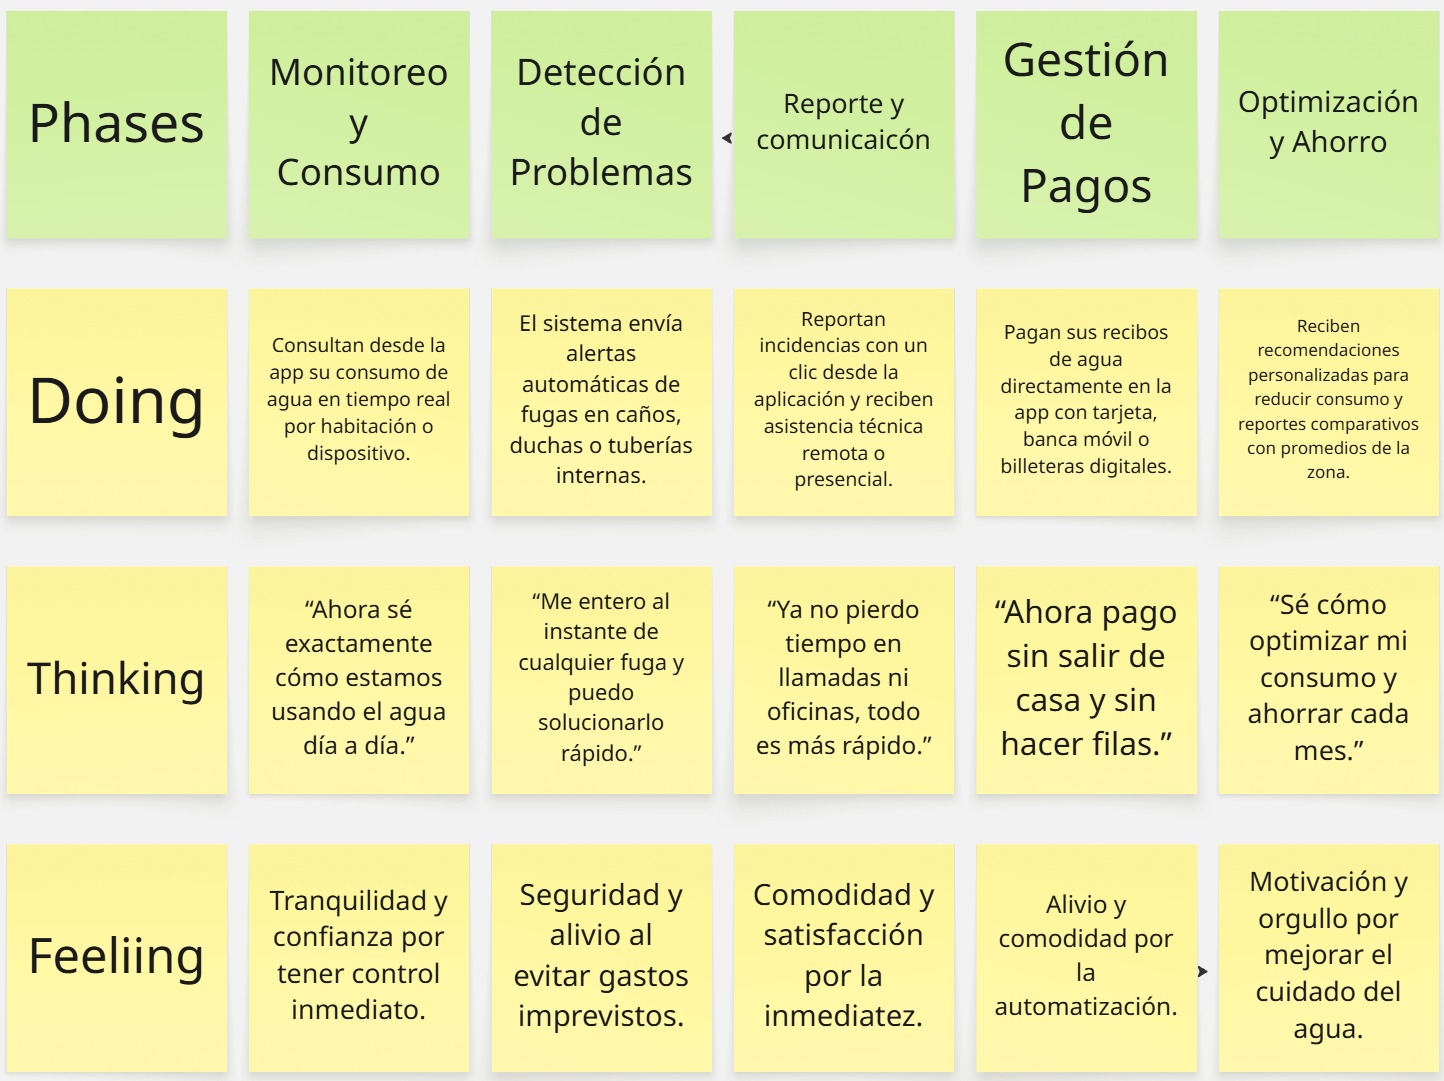 Phases
Monitoreo
y
Consumo
Detección
de
Problemas
Reporte y
comunicaicón
Gestión
de
Pagos
Optimización
y Ahorro
Doing
Consultan desde la
app su consumo de
agua en tiempo real
por habitación o
dispositivo.
El sistema envía
alertas
automáticas de
fugas en caños,
duchas o tuberías
internas.
Reportan
incidencias con un
clic desde la
aplicación y reciben
asistencia técnica
remota o
presencial.
Pagan sus recibos
de agua
directamente en la
app con tarjeta,
banca móvil o
billeteras digitales.
Reciben
recomendaciones
personalizadas para
reducir consumo y
reportes comparativos
con promedios de la
zona.
Thinking
“Ahora sé
exactamente
cómo estamos
usando el agua
día a día.”
“Me entero al
instante de
cualquier fuga y
puedo
solucionarlo
rápido.”
“Ya no pierdo
tiempo en
llamadas ni
oficinas, todo
es más rápido.”
“Ahora pago
sin salir de
casa y sin
hacer filas.”
“Sé cómo
optimizar mi
consumo y
ahorrar cada
mes.”
Feeliing
Tranquilidad y
confianza por
tener control
inmediato.
Seguridad y
alivio al
evitar gastos
imprevistos.
Comodidad y
satisfacción
por la
inmediatez.
Alivio y
comodidad por
la
automatización.
Motivación y
orgullo por
mejorar el
cuidado del
agua.